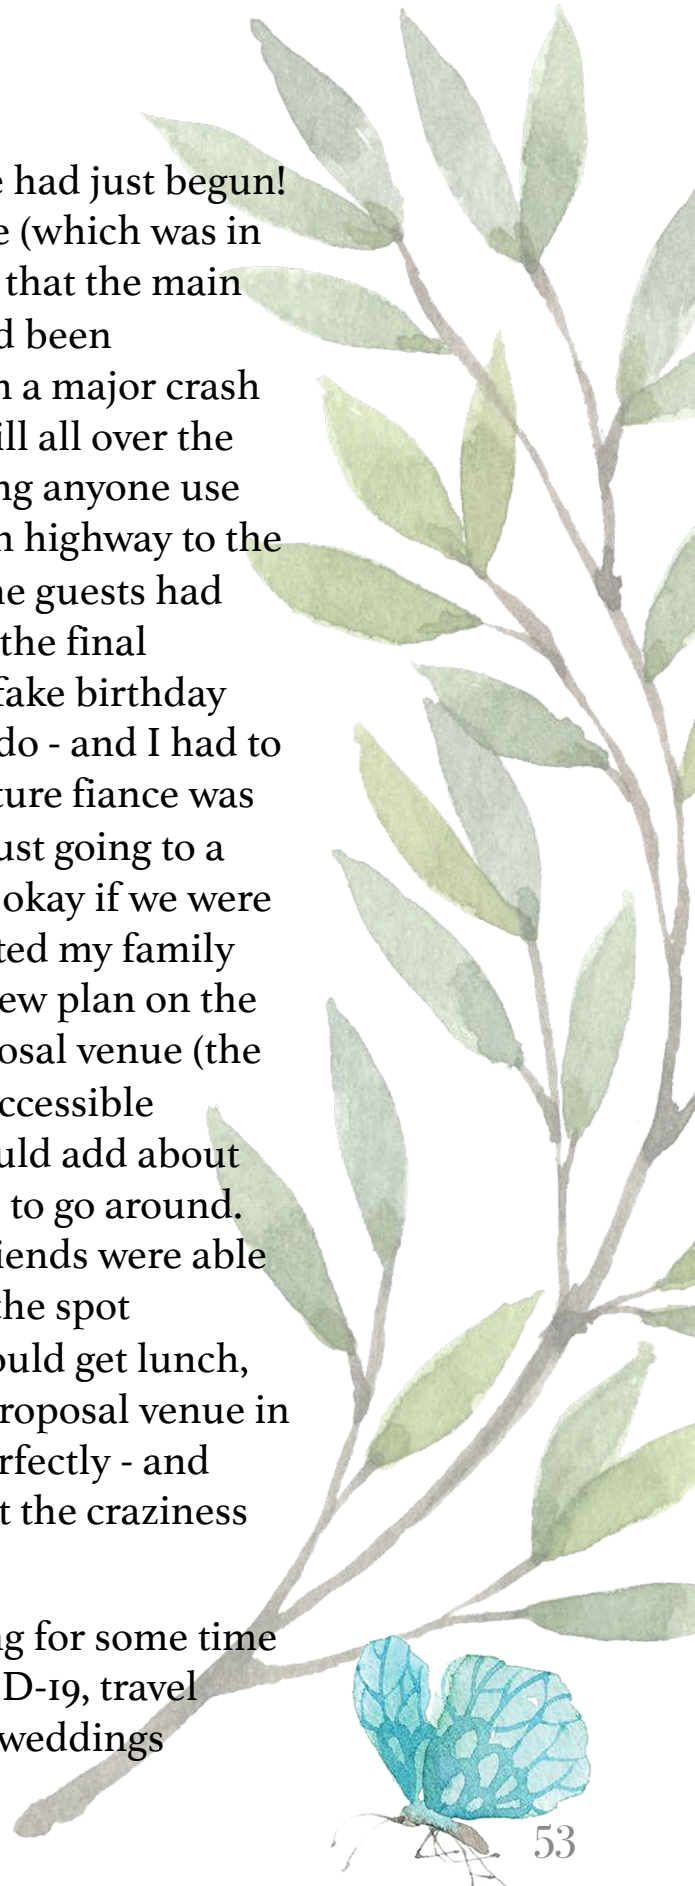 e had just begun!
e (which was in
that the main
d been
n a major crash
ill all over the
ng anyone use
n highway to the
ne guests had
the final
fake birthday
do - and I had to
ture fiance was
ust going to a
okay if we were
ted my family
ew plan on the
osal venue (the
ccessible
uld add about
to go around.
iends were able
the spot
ould get lunch,
roposal venue in
rfectly - and
t the craziness
ng for some time
D-19, travel
weddings
53